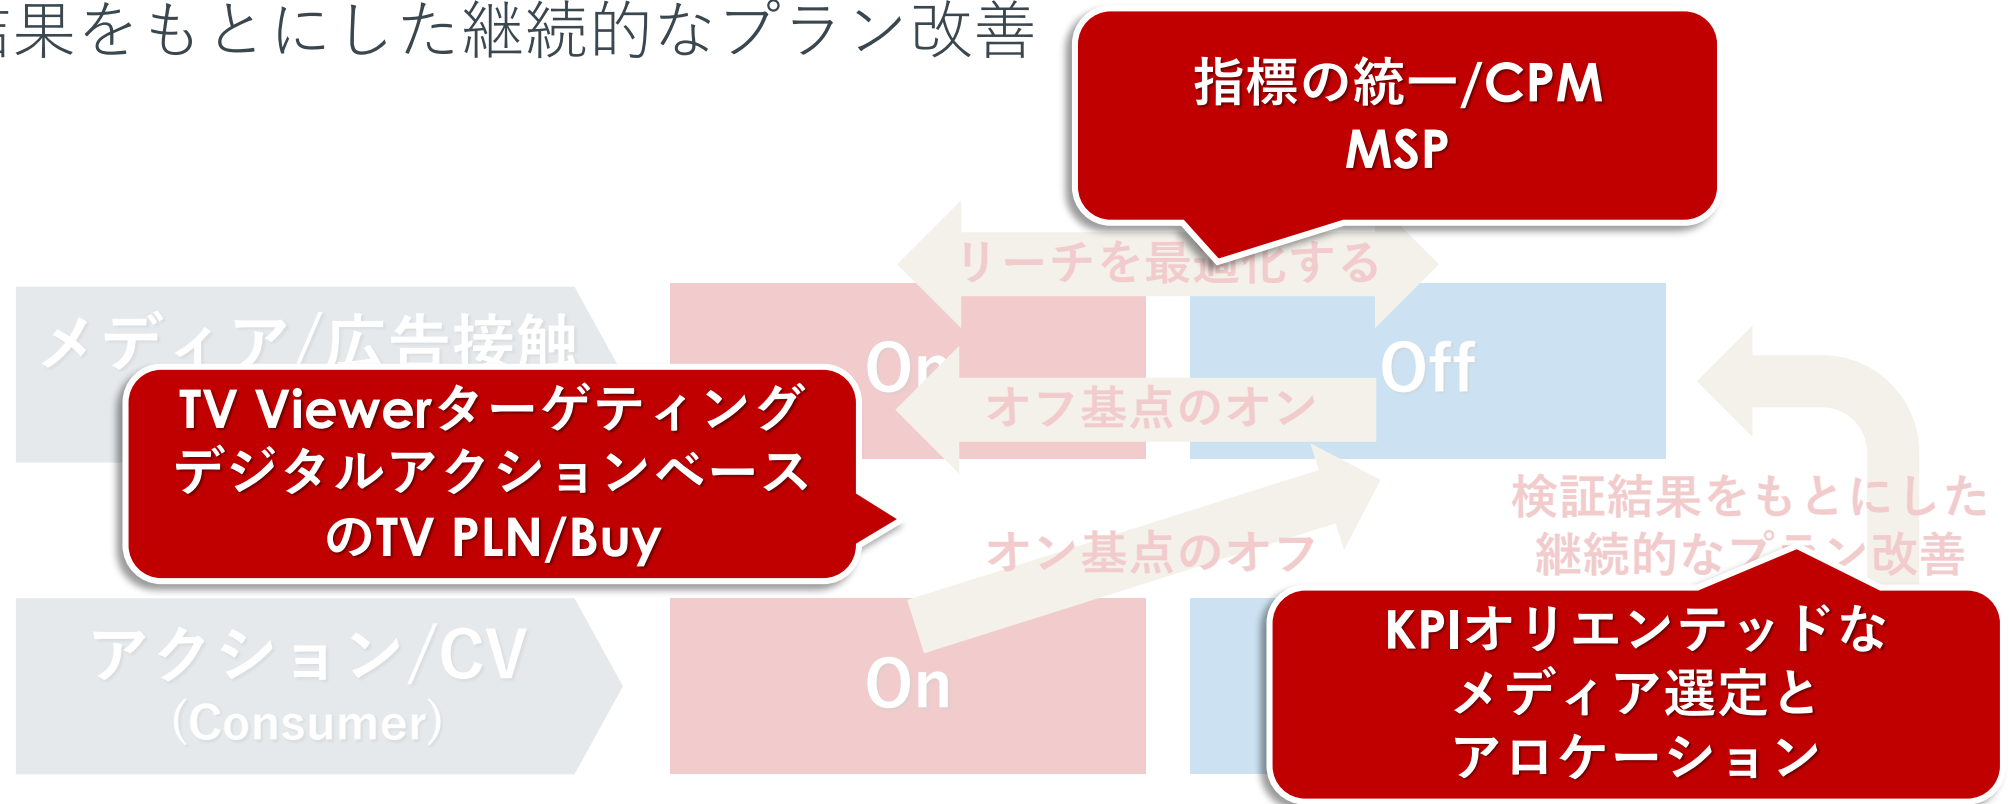 果をもとにした継続的なプラン改善
指標の統一/CPM
MSP
リーチを最適化する
メディア/広告接触
On
Off
オフ基点のオン
TV Viewerターゲティング
デジタルアクションベース
のTV PLN/Buy
オン基点のオフ
検証結果をもとにした
継続的なプラン改善
アクション/CV
(Consumer)
On
KPIオリエンテッドな
メディア選定と
アロケーション